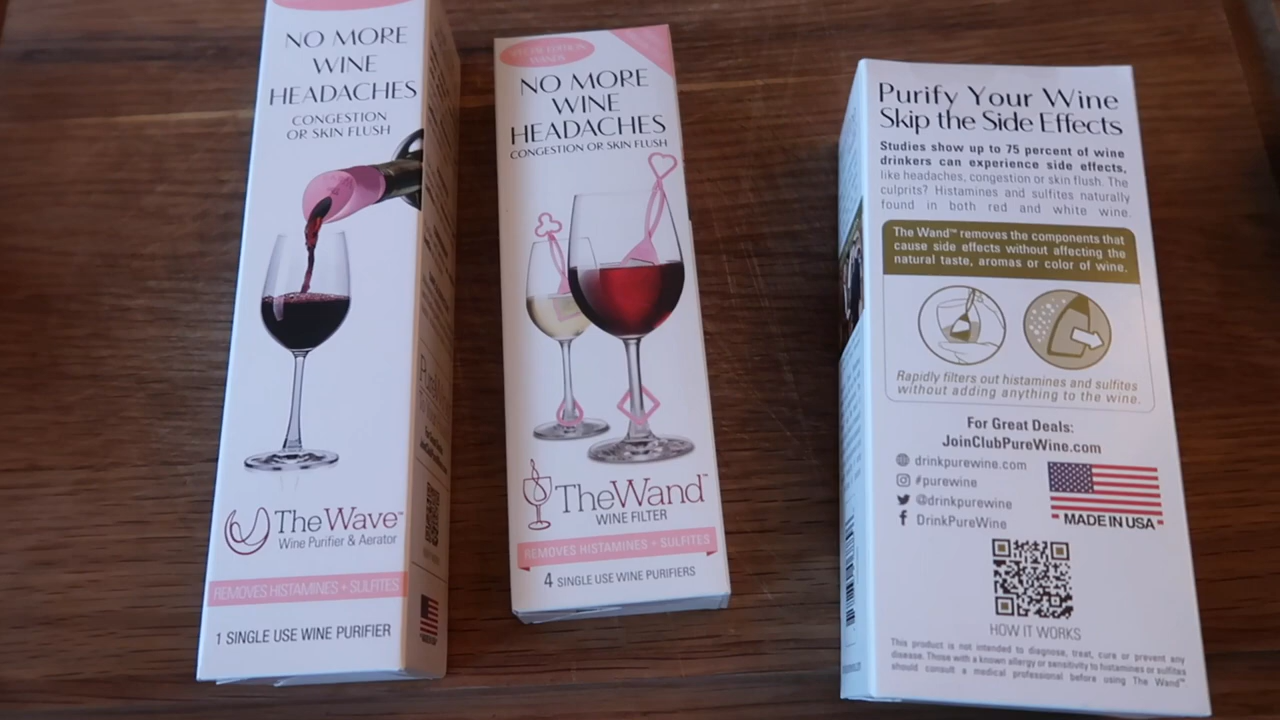 NO MORE
WINE
HEADACHES
CONGESTION
OR SKIN FLUSH
TheWave™
Wine Purifier & Aerator
REMOVES HISTAMINES + SULFITES
1 SINGLE USE WINE PURIFIER
SPECIAL EDITION
WANDS
NO MORE
WINE
HEADACHES
CONGESTION OR SKIN FLUSH
TheWand™
WINE FILTER
REMOVES HISTAMINES + SULFITES
4 SINGLE USE WINE PURIFIERS
Purify Your Wine
Skip the Side Effects
Studies show up to 75 percent of wine
drinkers can experience side effects,
like headaches, congestion or skin flush. The
culprits? Histamines and sulfites naturally
found in both red and white wine.
The Wand™ removes the components that
cause side effects without affecting the
natural taste, aromas or color of wine.
Rapidly filters out histamines and sulfites
without adding anything to the wine.
For Great Deals:
JoinClubPureWine.com
drinkpurewine.com
#purewine
@drinkpurewine
DrinkPureWine
MADE IN USA
HOW IT WORKS
This product is not intended to diagnose, treat, cure or prevent any
disease. Those with a known allergy or sensitivity to histamines or sulfites
should consult a medical professional before using The Wand™